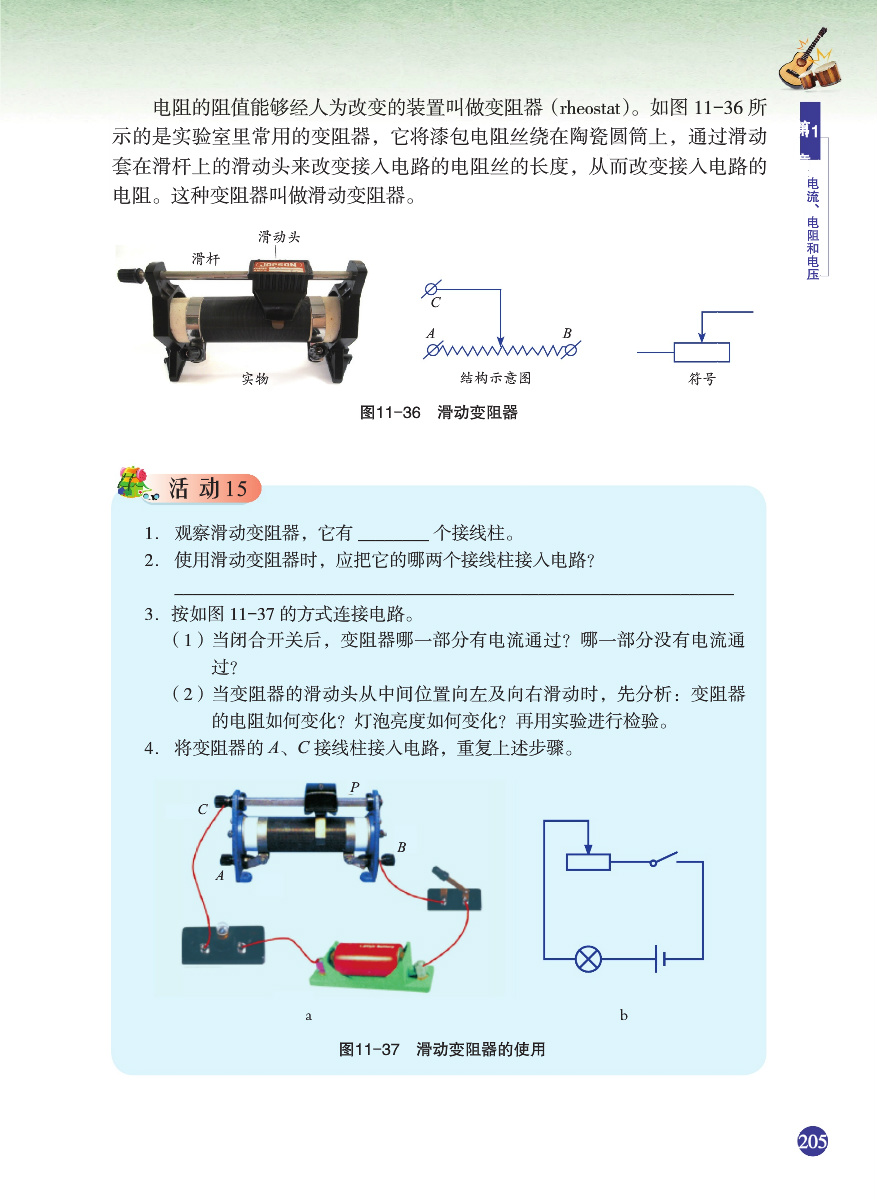 电阻的阻值能够经人为改变的装置叫做变阻器（rheostat）。如图 11-36 所
示的是实验室里常用的变阻器，它将漆包电阻丝绕在陶瓷圆筒上，通过滑动
套在滑杆上的滑动头来改变接入电路的电阻丝的长度，从而改变接入电路的
电阻。这种变阻器叫做滑动变阻器。
第11
电流、电阻和电压
滑动头
滑杆
C
A
B
实物
结构示意图
符号
图11-36 滑动变阻器
活动15
1. 观察滑动变阻器，它有 ________ 个接线柱。
2. 使用滑动变阻器时，应把它的哪两个接线柱接入电路？
3. 按如图 11-37 的方式连接电路。
（1）当闭合开关后，变阻器哪一部分有电流通过？哪一部分没有电流通
过？
（2）当变阻器的滑动头从中间位置向左及向右滑动时，先分析：变阻器
的电阻如何变化？灯泡亮度如何变化？再用实验进行检验。
4. 将变阻器的 A、C 接线柱接入电路，重复上述步骤。
P
C
B
A
a
b
图11-37 滑动变阻器的使用
205